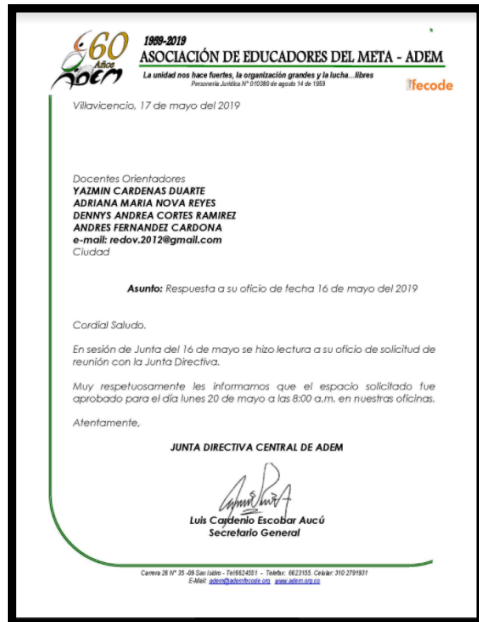 60
Años
ADEM
1959-2019
ASOCIACIÓN DE EDUCADORES DEL META - ADEM
La unidad nos hace fuertes, la organización grandes y la lucha...libres
Personería Jurídica N° 010380 de agosto 14 de 1959
fecode
Villavicencio, 17 de mayo del 2019
Docentes Orientadores
YAZMIN CARDENAS DUARTE
ADRIANA MARIA NOVA REYES
DENNYS ANDREA CORTES RAMIREZ
ANDRES FERNANDEZ CARDONA
e-mail: redov.2012@gmail.com
Ciudad
Asunto: Respuesta a su oficio de fecha 16 de mayo del 2019
Cordial Saludo.
En sesión de Junta del 16 de mayo se hizo lectura a su oficio de solicitud de
reunión con la Junta Directiva.
Muy respetuosamente les informamos que el espacio solicitado fue
aprobado para el día lunes 20 de mayo a las 8:00 a.m. en nuestras oficinas.
Atentamente,
JUNTA DIRECTIVA CENTRAL DE ADEM
Luis Cardenio Escobar Aucú
Secretario General
Carrera 26 N° 35 -09 San Isidro - Tel:6624551 - Telefax: 6623155. Celular: 310 2791931
E-Mail: adem@ademfecode.org www.adem.org.co